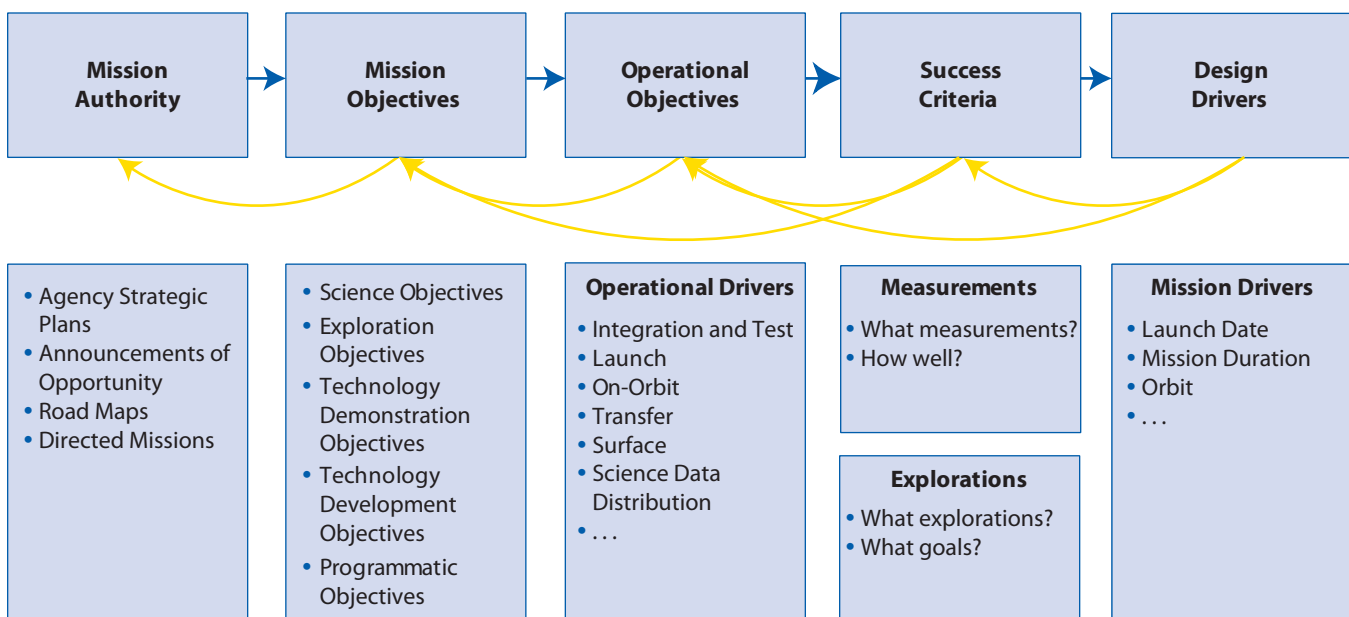 Mission
Authority
Mission
Objectives
Operational
Objectives
Success
Criteria
Design
Drivers
• Agency Strategic
Plans
• Announcements of
Opportunity
• Road Maps
• Directed Missions
• Science Objectives
• Exploration
Objectives
• Technology
Demonstration
Objectives
• Technology
Development
Objectives
• Programmatic
Objectives
Operational Drivers
• Integration and Test
• Launch
• On-Orbit
• Transfer
• Surface
• Science Data
Distribution
• . . .
Measurements
• What measurements?
• How well?
Explorations
• What explorations?
• What goals?
Mission Drivers
• Launch Date
• Mission Duration
• Orbit
• . . .